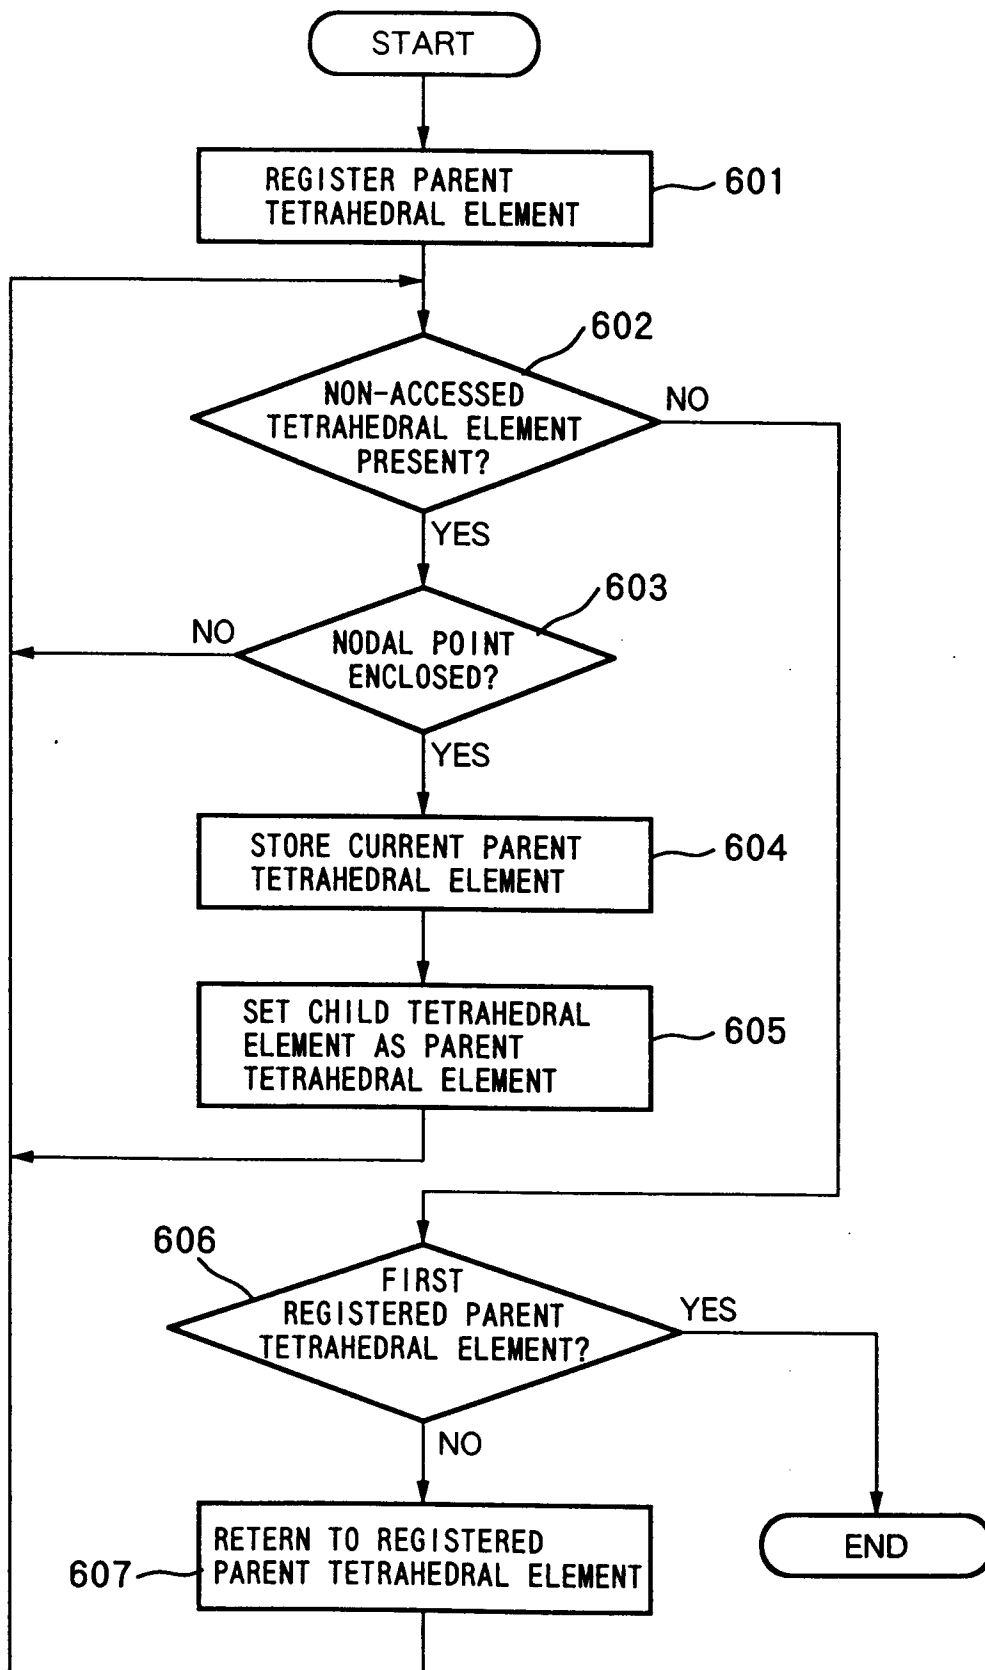 START
REGISTER PARENT
TETRAHEDRAL ELEMENT
601
602
NON-ACCESSED
TETRAHEDRAL ELEMENT
PRESENT?
NO
YES
603
NO
NODAL POINT
ENCLOSED?
YES
STORE CURRENT PARENT
TETRAHEDRAL ELEMENT
604
SET CHILD TETRAHEDRAL
ELEMENT AS PARENT
TETRAHEDRAL ELEMENT
605
606
FIRST
REGISTERED PARENT
TETRAHEDRAL ELEMENT?
YES
NO
RETERN TO REGISTERED
PARENT TETRAHEDRAL ELEMENT
607
END